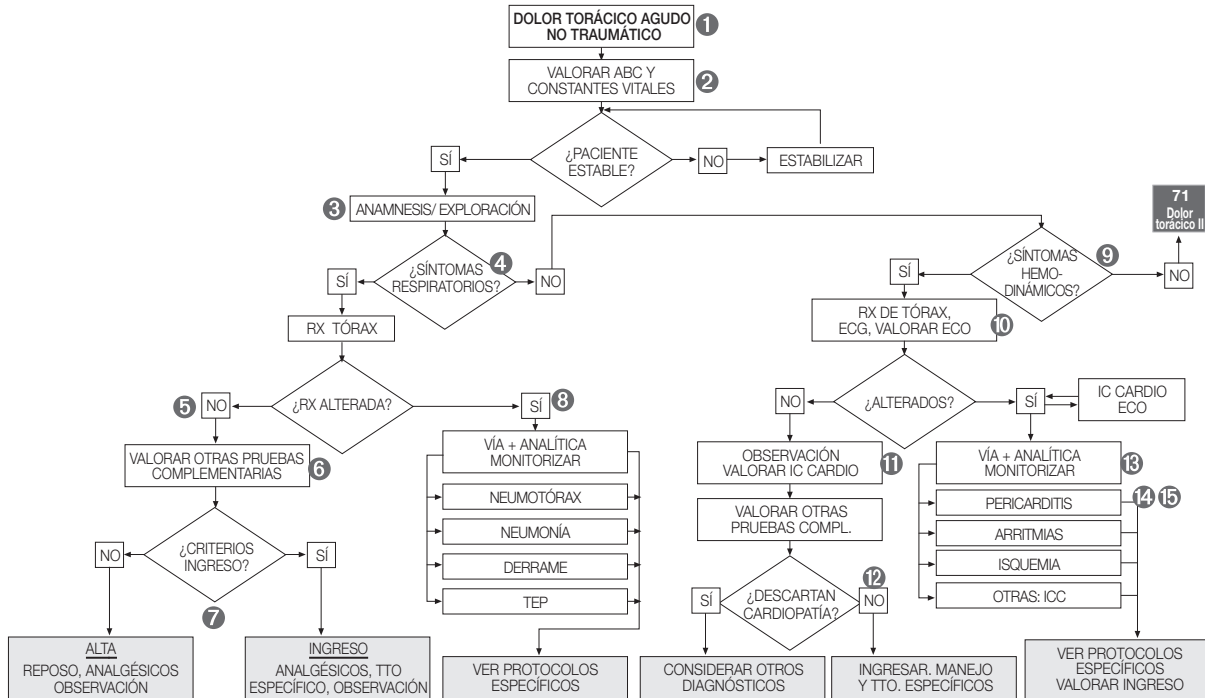 DOLOR TORÁCICO AGUDO
NO TRAUMÁTICO
1
VALORAR ABC Y
CONSTANTES VITALES
2
¿PACIENTE
ESTABLE?
SÍ
NO
ESTABILIZAR
3
ANAMNESIS/ EXPLORACIÓN
71
Dolor
torácico II
¿SÍNTOMAS
RESPIRATORIOS?
4
SÍ
NO
¿SÍNTOMAS
HEMO-
DINÁMICOS?
9
SÍ
NO
RX TÓRAX
RX DE TÓRAX,
ECG, VALORAR ECO
10
¿RX ALTERADA?
5
NO
SÍ
8
¿ALTERADOS?
NO
SÍ
IC CARDIO
ECO
VALORAR OTRAS PRUEBAS
COMPLEMENTARIAS
6
VÍA + ANALÍTICA
MONITORIZAR
NEUMOTÓRAX
NEUMONÍA
DERRAME
TEP
OBSERVACIÓN
VALORAR IC CARDIO
11
VALORAR OTRAS
PRUEBAS COMPL.
VÍA + ANALÍTICA
MONITORIZAR
13
PERICARDITIS
14 15
ARRITMIAS
ISQUEMIA
OTRAS: ICC
¿CRITERIOS
INGRESO?
NO
SÍ
7
¿DESCARTAN
CARDIOPATÍA?
SÍ
12
NO
ALTA
REPOSO, ANALGÉSICOS
OBSERVACIÓN
INGRESO
ANALGÉSICOS, TTO
ESPECÍFICO, OBSERVACIÓN
VER PROTOCOLOS
ESPECÍFICOS
CONSIDERAR OTROS
DIAGNÓSTICOS
INGRESAR. MANEJO
Y TTO. ESPECÍFICOS
VER PROTOCOLOS
ESPECÍFICOS
VALORAR INGRESO